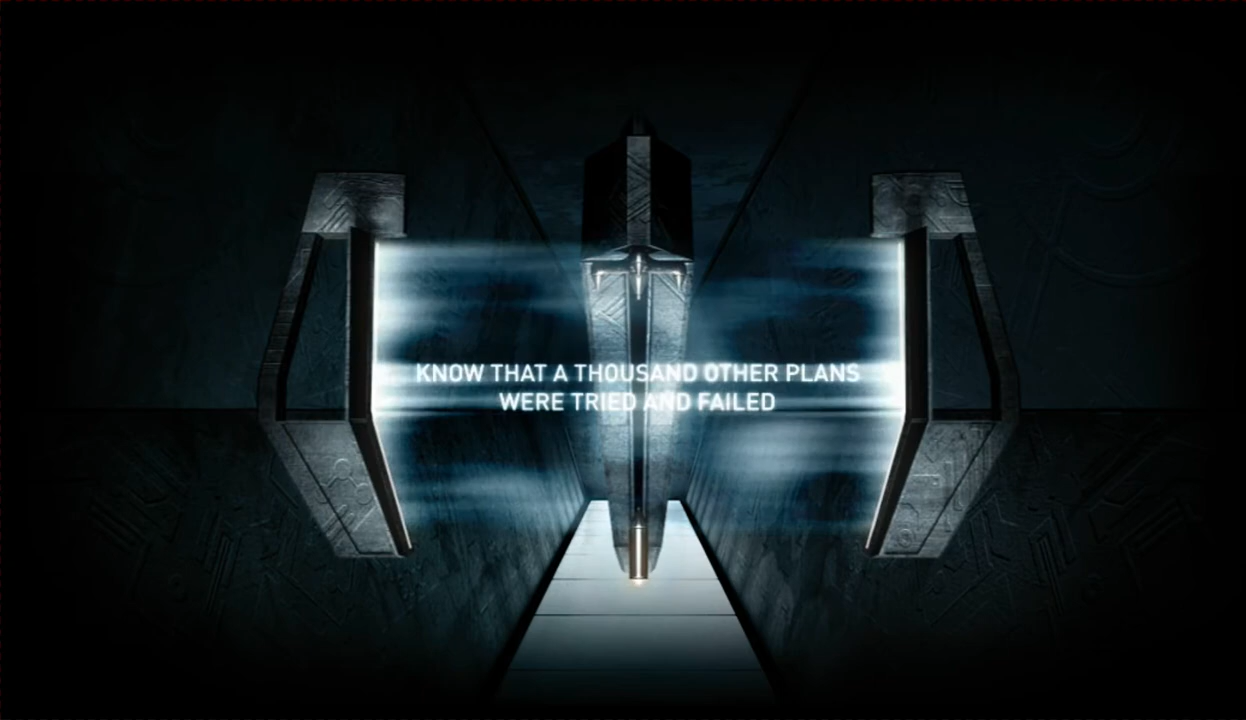 KNOW THAT A THOUSAND OTHER PLANS
WERE TRIED AND FAILED